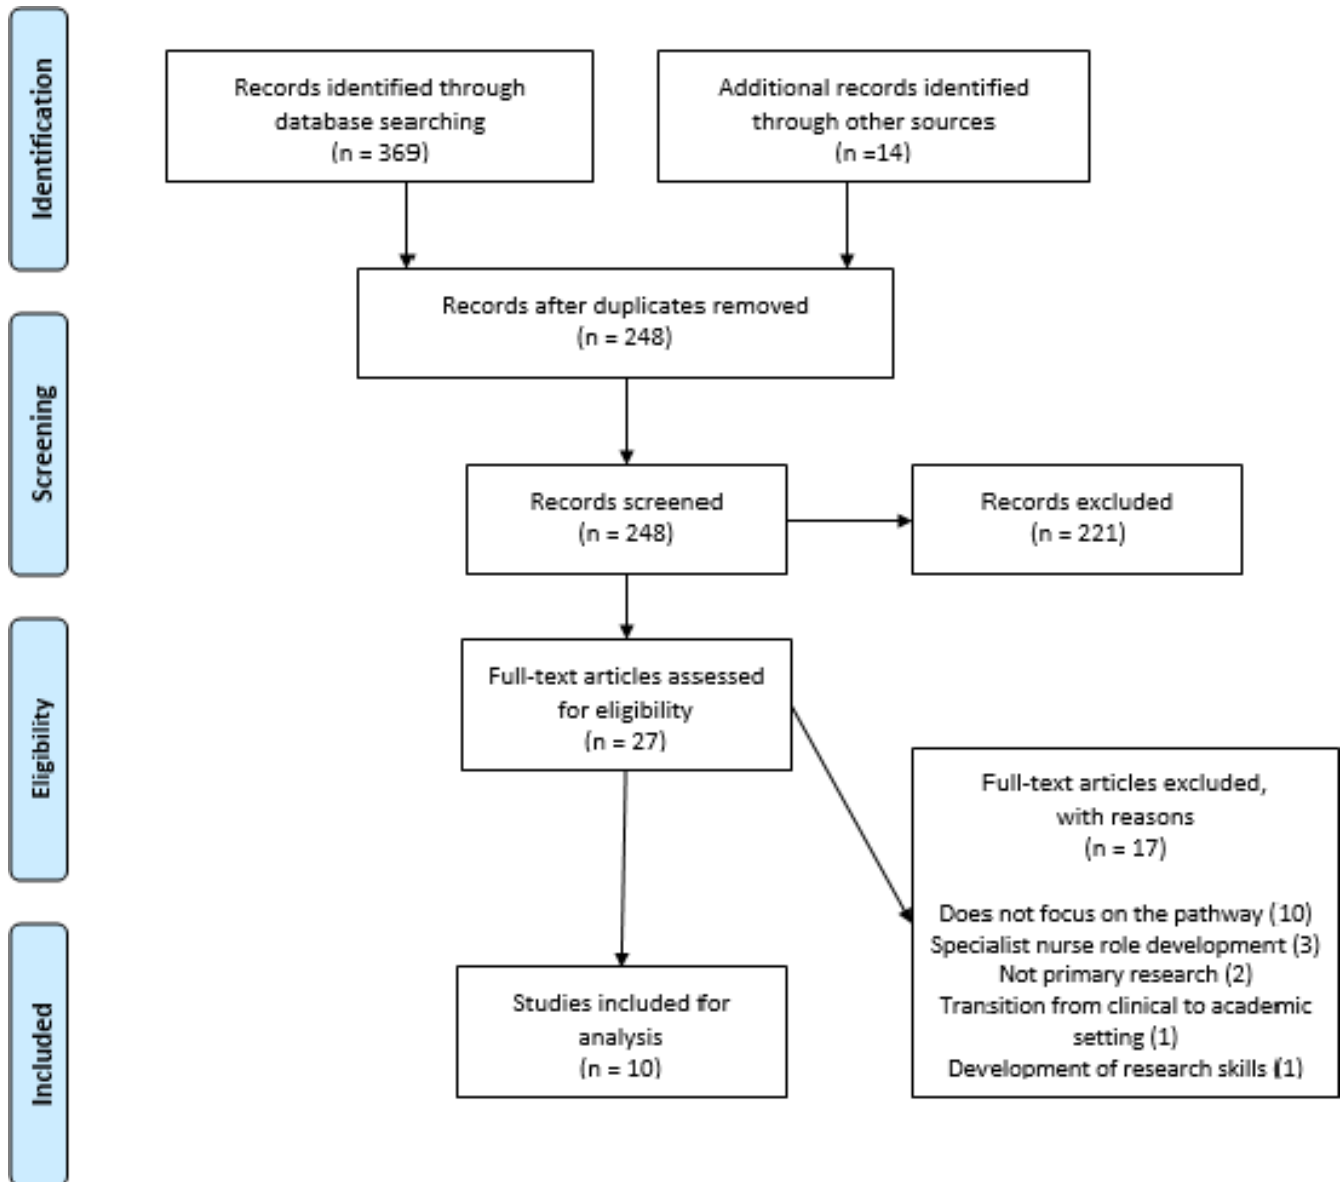 Identification
Records identified through
database searching
(n = 369)
Additional records identified
through other sources
(n =14)
Records after duplicates removed
(n = 248)
Screening
Records screened
(n = 248)
Records excluded
(n = 221)
Eligibility
Full-text articles assessed
for eligibility
(n = 27)
Full-text articles excluded,
with reasons
(n = 17)
Does not focus on the pathway (10)
Specialist nurse role development (3)
Not primary research (2)
Transition from clinical to academic
setting (1)
Development of research skills (1)
Included
Studies included for
analysis
(n = 10)